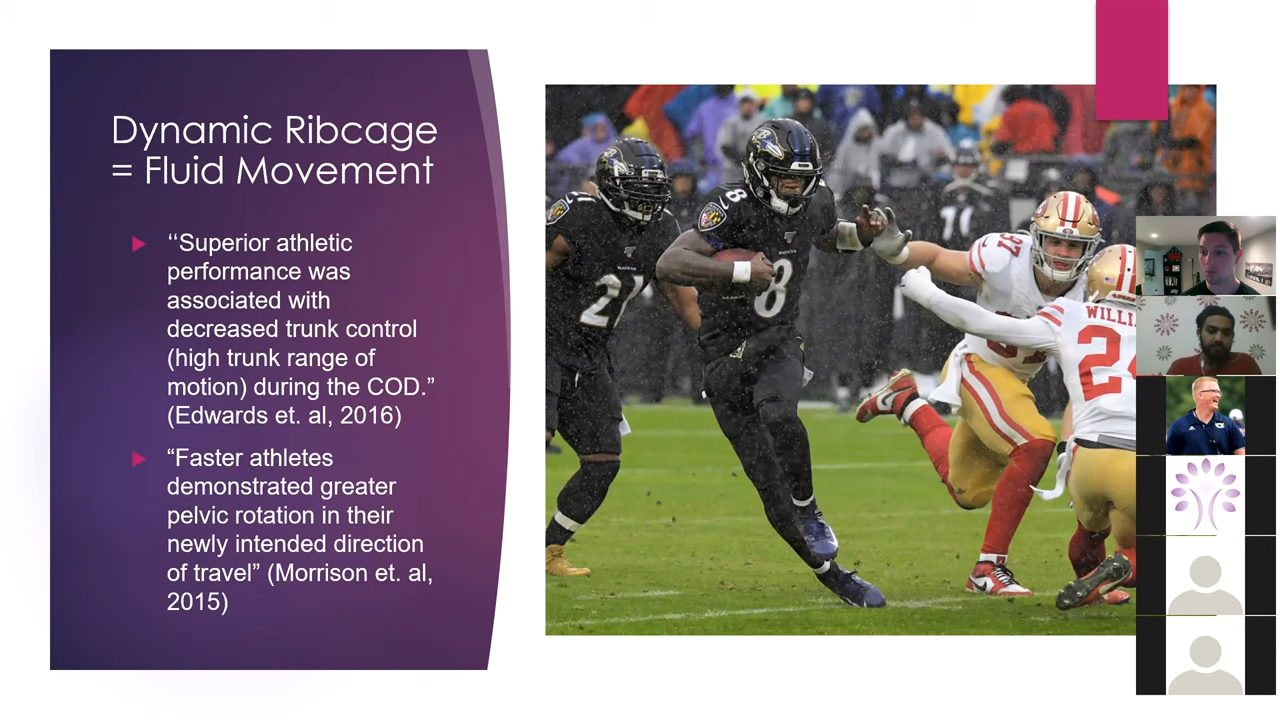 Dynamic Ribcage
= Fluid Movement
‘‘Superior athletic
performance was
associated with
decreased trunk control
(high trunk range of
motion) during the COD.”
(Edwards et. al, 2016)
“Faster athletes
demonstrated greater
pelvic rotation in their
newly intended direction
of travel” (Morrison et. al,
2015)
21
8
8
97
WILLI
2